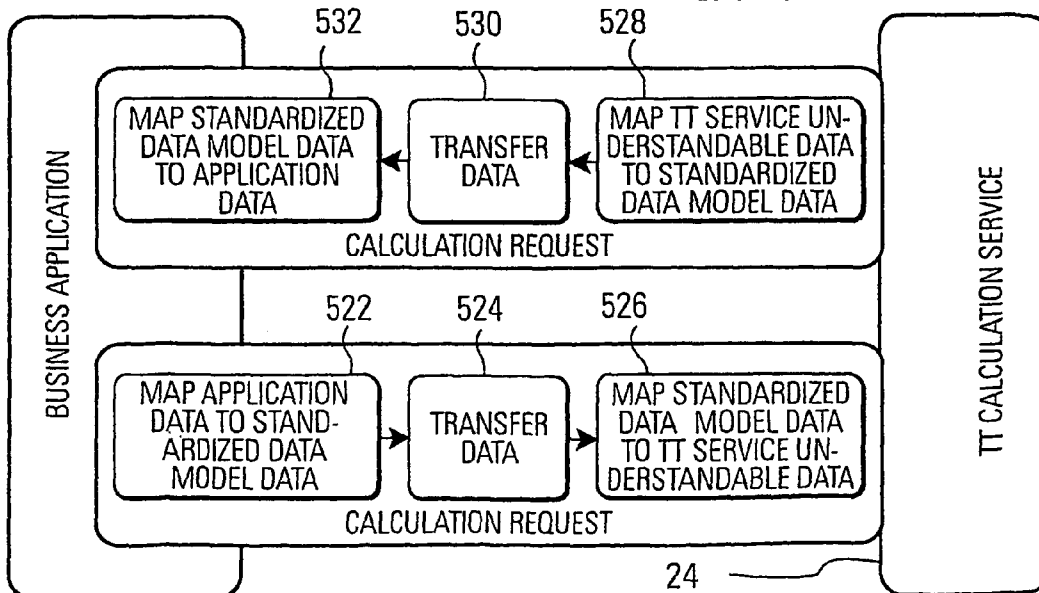 532
530
528
BUSINESS APPLICATION
MAP STANDARDIZED
DATA MODEL DATA
TO APPLICATION
DATA
TRANSFER
DATA
MAP TT SERVICE UN-
DERSTANDABLE DATA
TO STANDARDIZED
DATA MODEL DATA
CALCULATION REQUEST
522
524
526
MAP APPLICATION
DATA TO STAND-
ARDIZED DATA
MODEL DATA
TRANSFER
DATA
MAP STANDARDIZED
DATA MODEL DATA
TO TT SERVICE UN-
DERSTANDABLE DATA
CALCULATION REQUEST
TT CALCULATION SERVICE
24